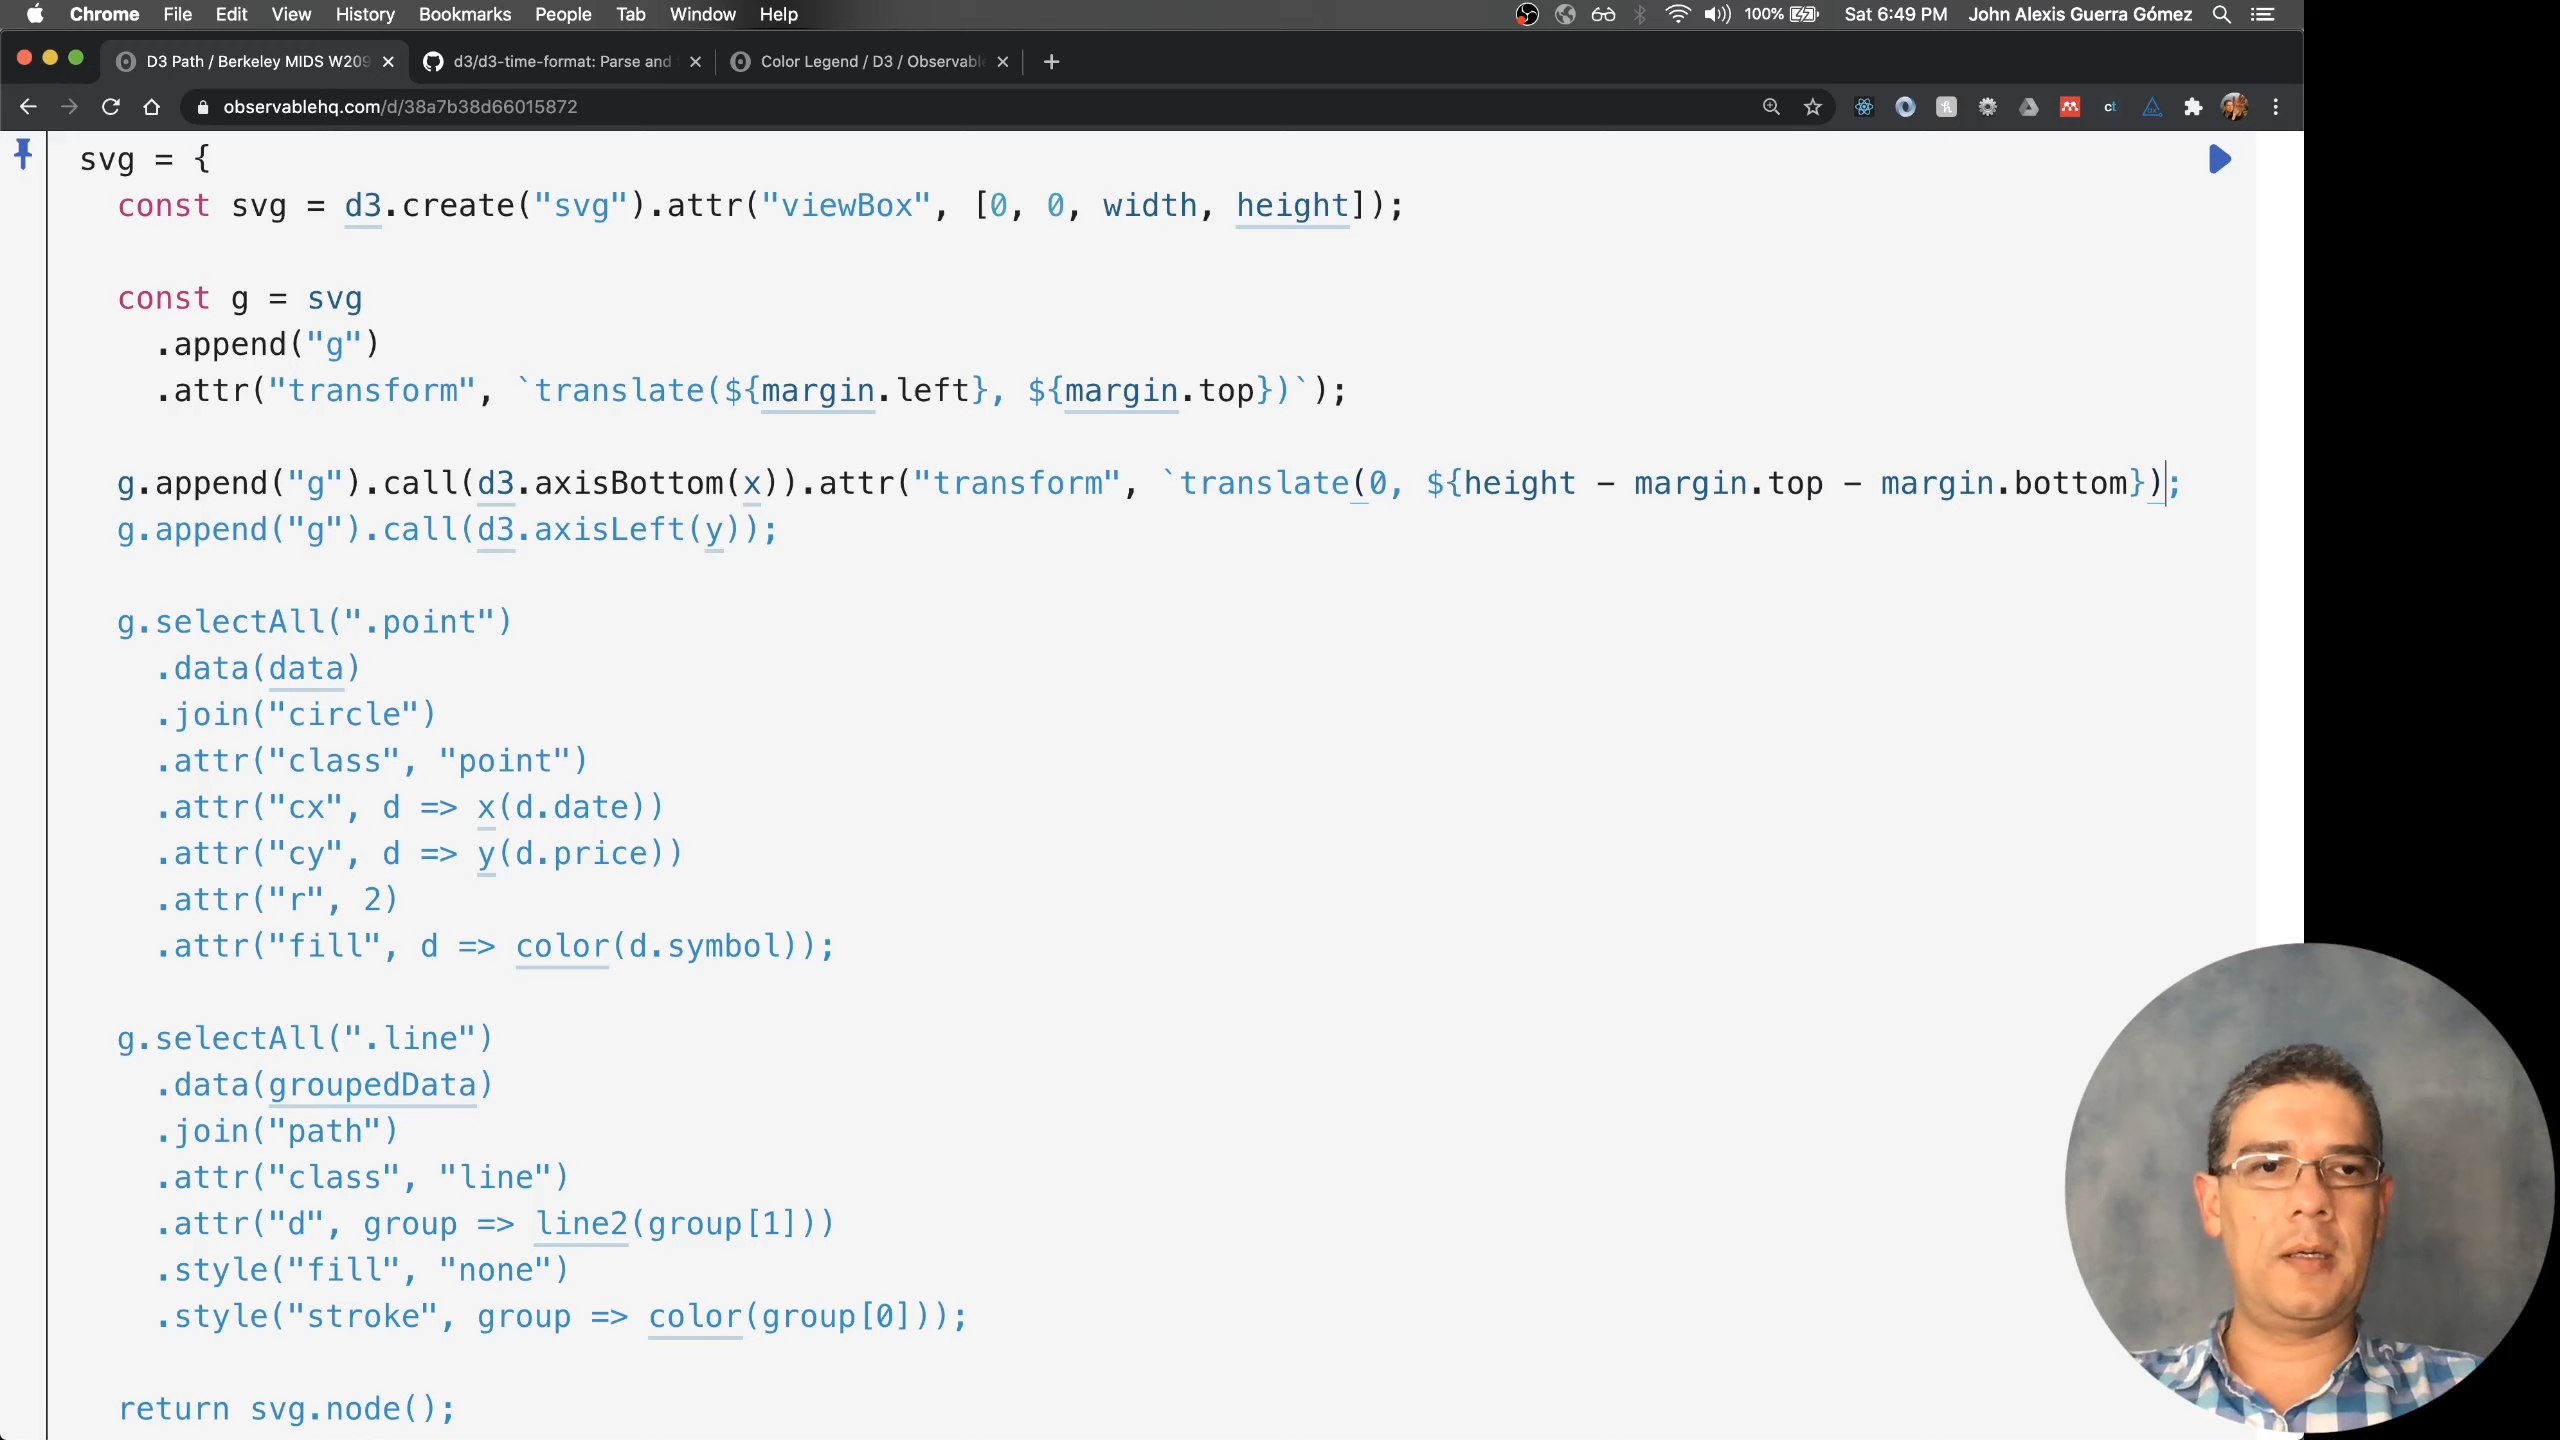 Chrome File Edit View History Bookmarks People Tab Window Help 100% Sat 6:49 PM John Alexis Guerra Gómez
D3 Path / Berkeley MIDS W209 d3/d3-time-format: Parse and Color Legend / D3 / Observabl
observablehq.com/d/38a7b38d66015872
svg = {
const svg = d3.create("svg").attr("viewBox", [0, 0, width, height]);
const g = svg
.append("g")
.attr("transform", `translate(${margin.left}, ${margin.top})`);
g.append("g").call(d3.axisBottom(x)).attr("transform", `translate(0, ${height - margin.top - margin.bottom});
g.append("g").call(d3.axisLeft(y));
g.selectAll(".point")
.data(data)
.join("circle")
.attr("class", "point")
.attr("cx", d => x(d.date))
.attr("cy", d => y(d.price))
.attr("r", 2)
.attr("fill", d => color(d.symbol));
g.selectAll(".line")
.data(groupedData)
.join("path")
.attr("class", "line")
.attr("d", group => line2(group[1]))
.style("fill", "none")
.style("stroke", group => color(group[0]));
return svg.node();